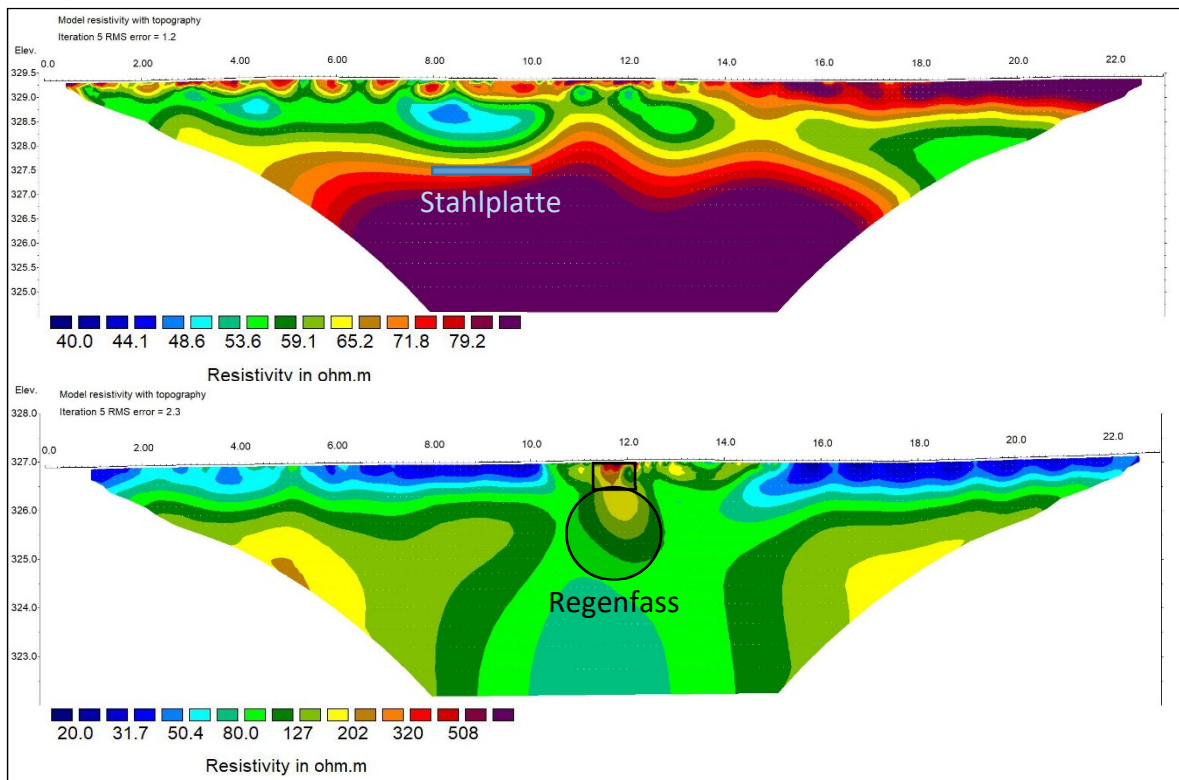 Model resistivity with topography
Iteration 5 RMS error = 1.2
Elev.
0.0 2.00 4.00 6.00 8.00 10.0 12.0 14.0 16.0 18.0 20.0 22.0
329.5
329.0
328.5
328.0
327.5
327.0
326.5
326.0
325.5
325.0
Stahlplatte
40.0 44.1 48.6 53.6 59.1 65.2 71.8 79.2
Resistivity in ohm.m
Elev.
Model resistivity with topography
Iteration 5 RMS error = 2.3
328.0
0.0 2.00 4.00 6.00 8.00 10.0 12.0 14.0 16.0 18.0 20.0 22.0
327.0
326.0
325.0
324.0
323.0
Regenfass
20.0 31.7 50.4 80.0 127 202 320 508
Resistivity in ohm.m